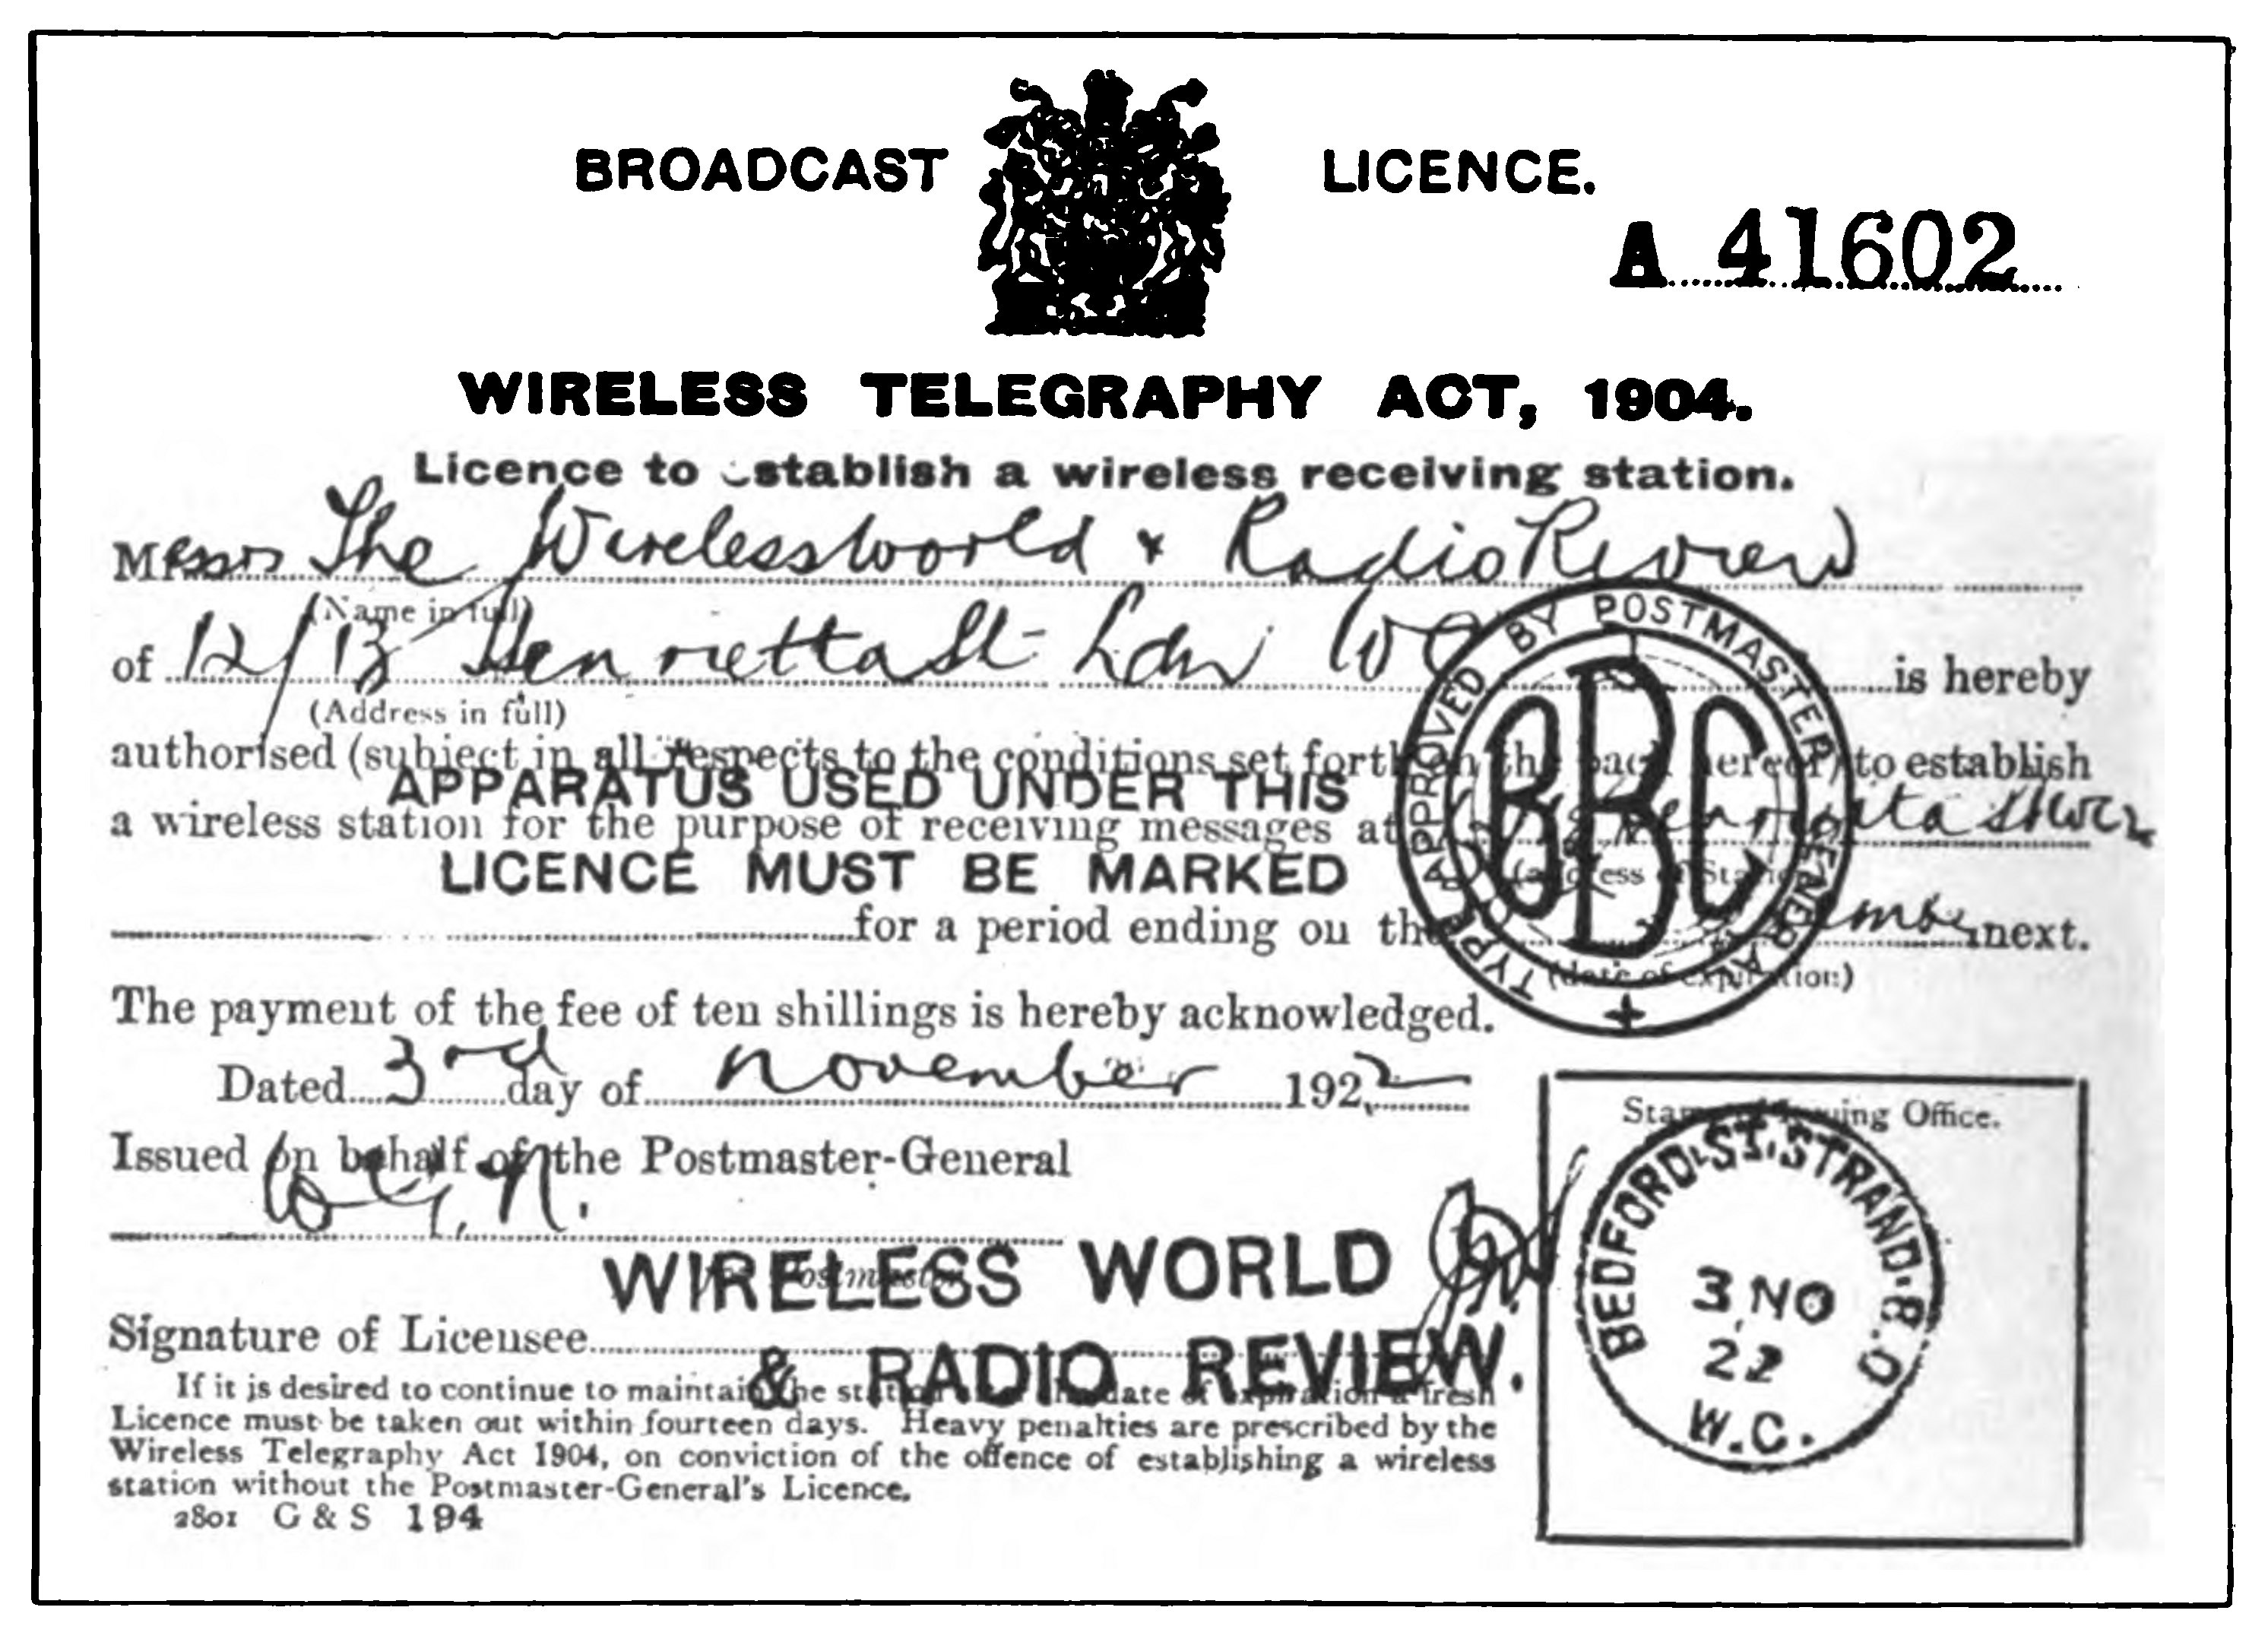 BROADCAST LICENCE.
A 41602
WIRELESS TELEGRAPHY ACT, 1904.
Licence to establish a wireless receiving station.
Messrs The Wireless World & Radio Review
(Name in full)
of 12/13 Henrietta St Ldn WC is hereby
(Address in full)
authorised (subject in all respects to the conditions set forth on the back hereof) to establish
APPARATUS USED UNDER THIS
a wireless station for the purpose of receiving messages at Henrietta Street
LICENCE MUST BE MARKED
(address of Station)
for a period ending on the next.
(date of expiration)
TYPE APPROVED BY POSTMASTER GENERAL
BBC
The payment of the fee of ten shillings is hereby acknowledged.
Dated 3rd day of November 1922
Issued on behalf of the Postmaster-General
Stamp of Issuing Office.
BEDFORD ST. STRAND. B.O
3 NO
22
W.C.
Postmaster
WIRELESS WORLD
Signature of Licensee
& RADIO REVIEW.
If it is desired to continue to maintain the station after the date of expiration a fresh
Licence must be taken out within fourteen days. Heavy penalties are prescribed by the
Wireless Telegraphy Act 1904, on conviction of the offence of establishing a wireless
station without the Postmaster-General's Licence.
2801 G & S 194